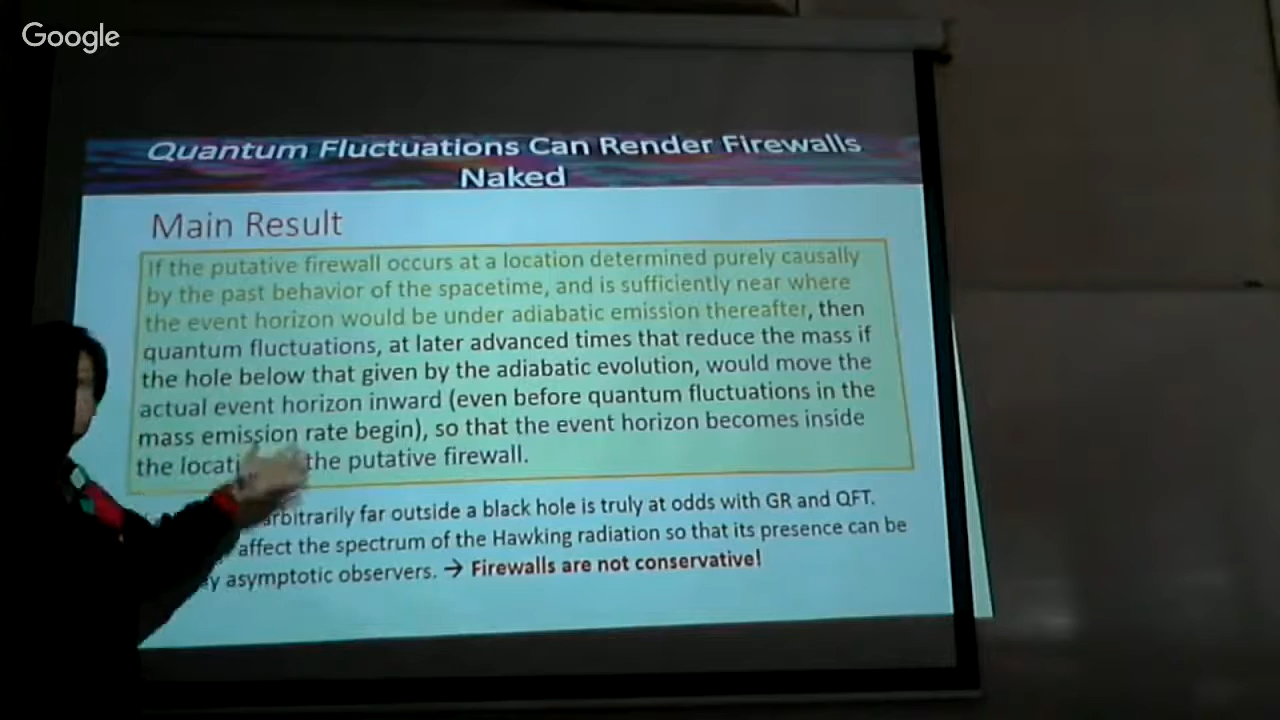 Google
Quantum Fluctuations Can Render Firewalls
Naked
Main Result
If the putative firewall occurs at a location determined purely causally
by the past behavior of the spacetime, and is sufficiently near where
the event horizon would be under adiabatic emission thereafter, then
quantum fluctuations, at later advanced times that reduce the mass if
the hole below that given by the adiabatic evolution, would move the
actual event horizon inward (even before quantum fluctuations in the
mass emission rate begin), so that the event horizon becomes inside
the the putative firewall.
arbitrarily far outside a black hole is truly at odds with GR and QFT.
affect the spectrum of the Hawking radiation so that its presence can be
asymptotic observers. → Firewalls are not conservative!